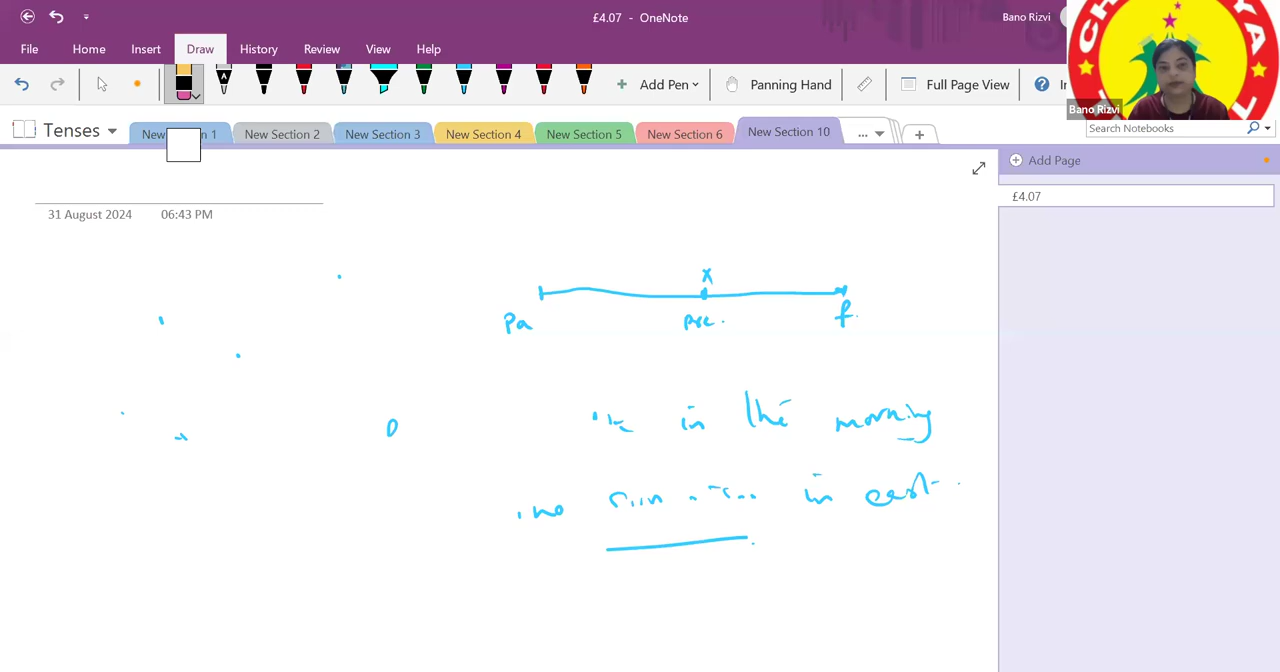 £4.07 - OneNote
Bano Rizvi
File Home Insert Draw History Review View Help
Add Pen Panning Hand Full Page View
Bano Rizvi
Tenses New Section 2 New Section 3 New Section 4 New Section 5 New Section 6 New Section 10 ... Search Notebooks
Add Page
£4.07
31 August 2024 06:43 PM
x
Pa Pre. f.
in the morning
in east